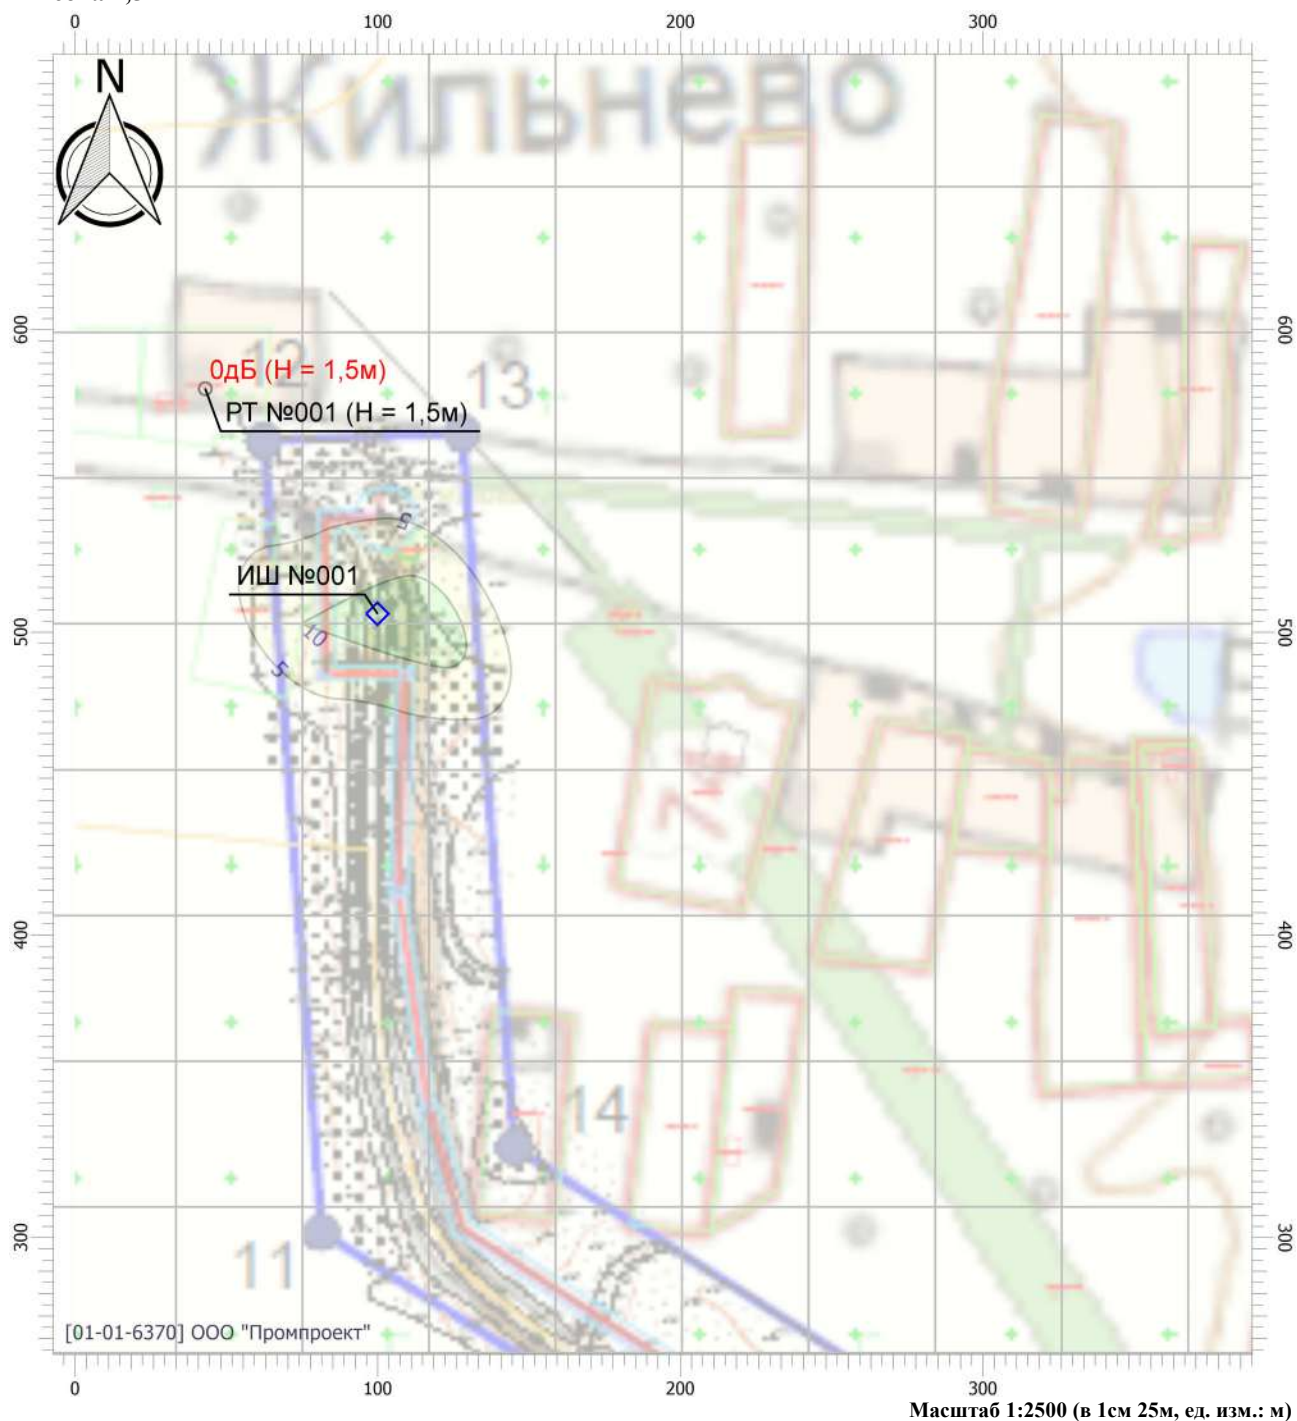 0 100 200 300
N
Жильнево
600 600
12
0дБ (H = 1,5м)
13
РТ №001 (H = 1,5м)
5
ИШ №001
500 500
10
5
400 400
14
300 300
11
[01-01-6370] ООО "Промпроект"
0 100 200 300
Масштаб 1:2500 (в 1см 25м, ед. изм.: м)